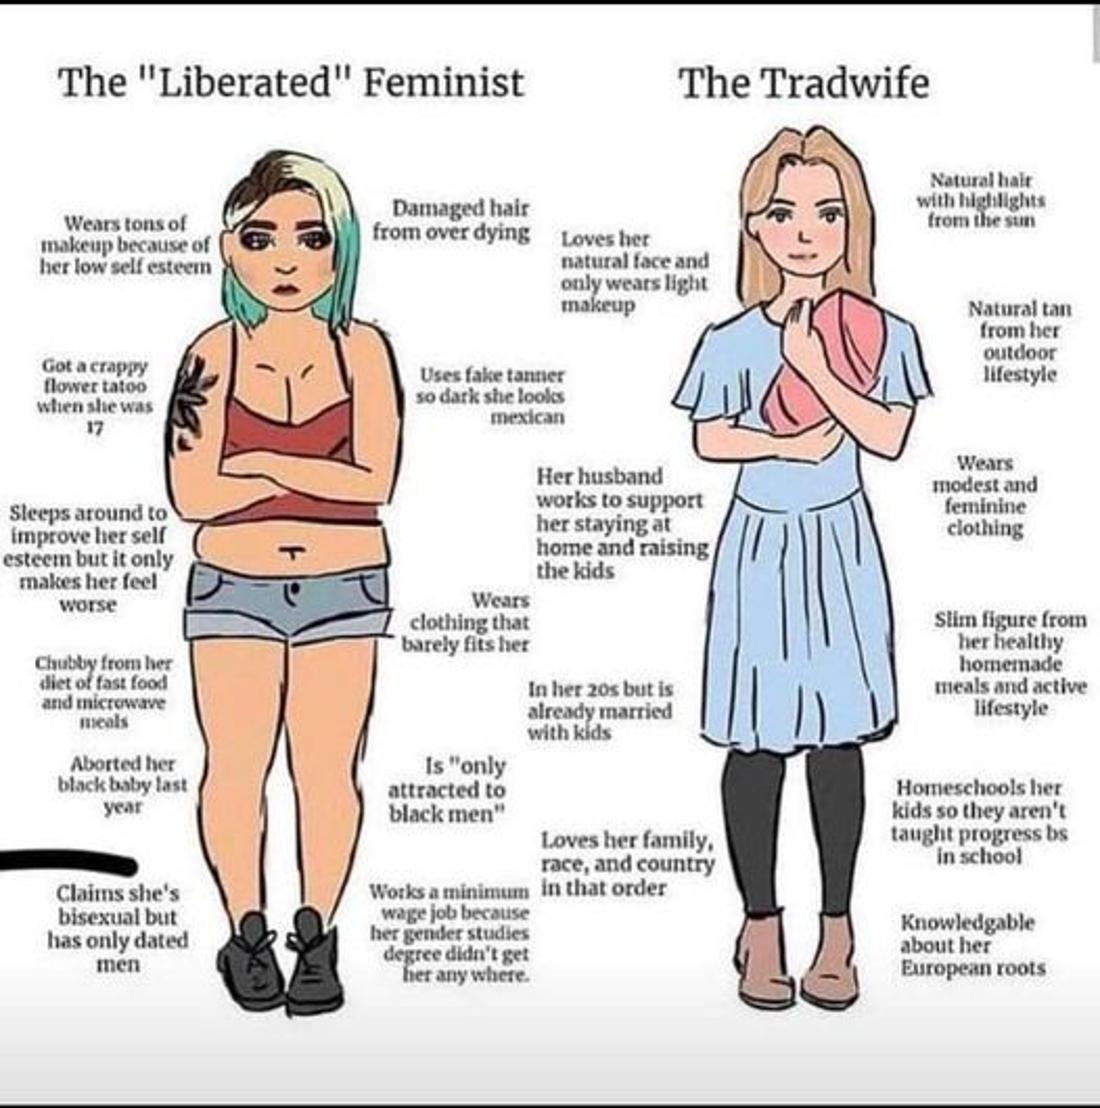 The "Liberated" Feminist
Wears tons of
makeup because of
her low self esteem
Damaged hair
from over dying
Got a crappy
flower tatoo
when she was
17
Uses fake tanner
so dark she looks
mexican
Sleeps around to
improve her self
esteem but it only
makes her feel
worse
Wears
clothing that
barely fits her
Chubby from her
diet of fast food
and microwave
meals
Aborted her
black baby last
year
Is "only
attracted to
black men"
Claims she's
bisexual but
has only dated
men
Works a minimum
wage job because
her gender studies
degree didn't get
her any where.
The Tradwife
Natural hair
with highlights
from the sun
Loves her
natural face and
only wears light
makeup
Natural tan
from her
outdoor
lifestyle
Her husband
works to support
her staying at
home and raising
the kids
Wears
modest and
feminine
clothing
Slim figure from
her healthy
homemade
meals and active
lifestyle
In her 20s but is
already married
with kids
Homeschools her
kids so they aren't
taught progress bs
in school
Loves her family,
race, and country
in that order
Knowledgable
about her
European roots